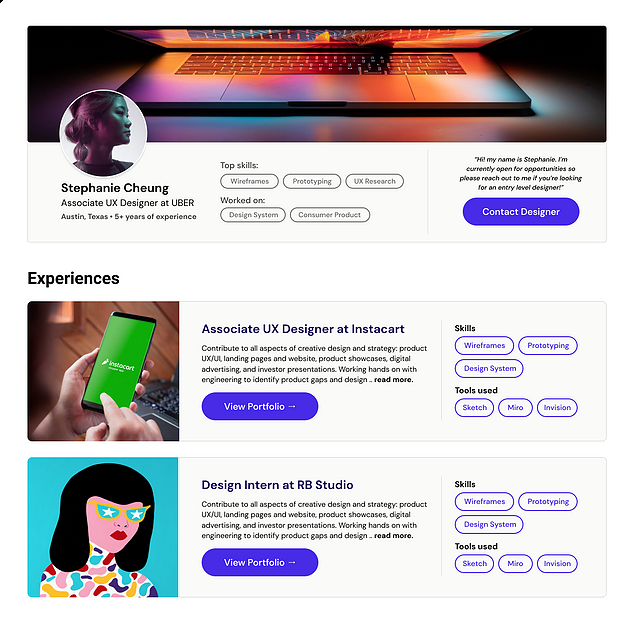 Stephanie Cheung
Associate UX Designer at UBER
Austin, Texas • 5+ years of experience
Top skills:
Wireframes
Prototyping
UX Research
Worked on:
Design System
Consumer Product
"Hi! my name is Stephanie. I'm
currently open for opportunities so
please reach out to me if you're looking
for an entry level designer!"
Contact Designer
Experiences
instacart
Associate UX Designer at Instacart
Contribute to all aspects of creative design and strategy: product
UX/UI, landing pages and website, product showcases, digital
advertising, and investor presentations. Working hands on with
engineering to identify product gaps and design .. read more.
View Portfolio →
Skills
Wireframes
Prototyping
Design System
Tools used
Sketch
Miro
Invision
Design Intern at RB Studio
Contribute to all aspects of creative design and strategy: product
UX/UI, landing pages and website, product showcases, digital
advertising, and investor presentations. Working hands on with
engineering to identify product gaps and design .. read more.
View Portfolio →
Skills
Wireframes
Prototyping
Design System
Tools used
Sketch
Miro
Invision